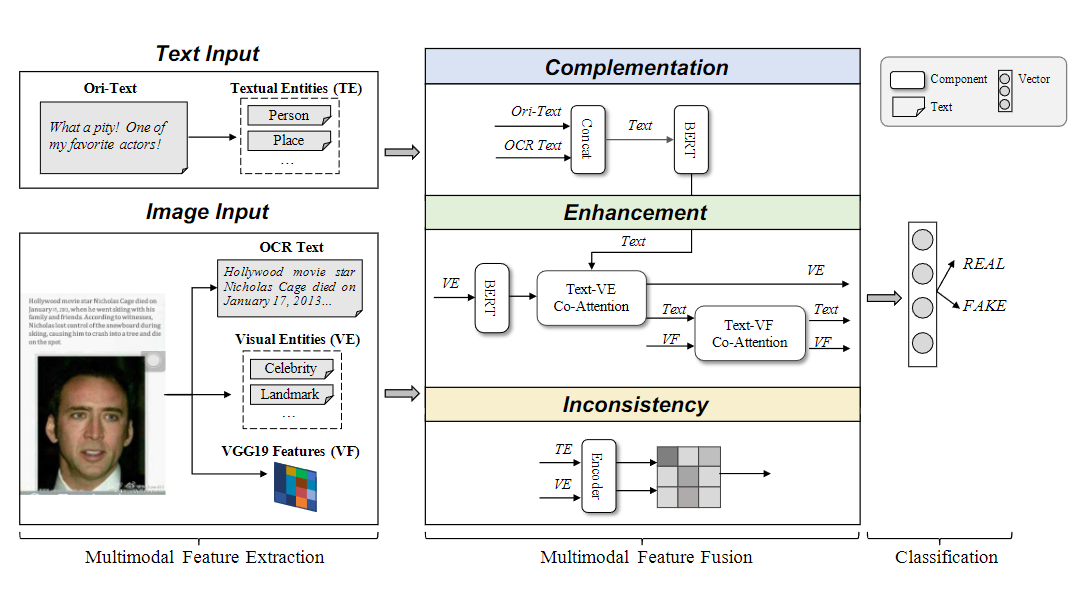 Text Input
Ori-Text
What a pity! One of
my favorite actors!
Textual Entities (TE)
Person
Place
...
Image Input
Hollywood movie star Nicholas Cage died on
January 17, 2013, when he went skiing with his
family and friends. According to witnesses,
Nicholas lost control of the snowboard during
skiing, causing him to crash into a tree and die
on the spot
OCR Text
Hollywood movie star
Nicholas Cage died on
January 17, 2013...
Visual Entities (VE)
Celebrity
Landmark
...
VGG19 Features (VF)
Multimodal Feature Extraction
Complementation
Ori-Text
OCR Text
Concat
Text
BERT
Enhancement
Text
VE
BERT
Text-VE
Co-Attention
VE
Text
VF
Text-VF
Co-Attention
Text
VF
Inconsistency
TE
VE
Encoder
Multimodal Feature Fusion
Component
Vector
Text
REAL
FAKE
Classification